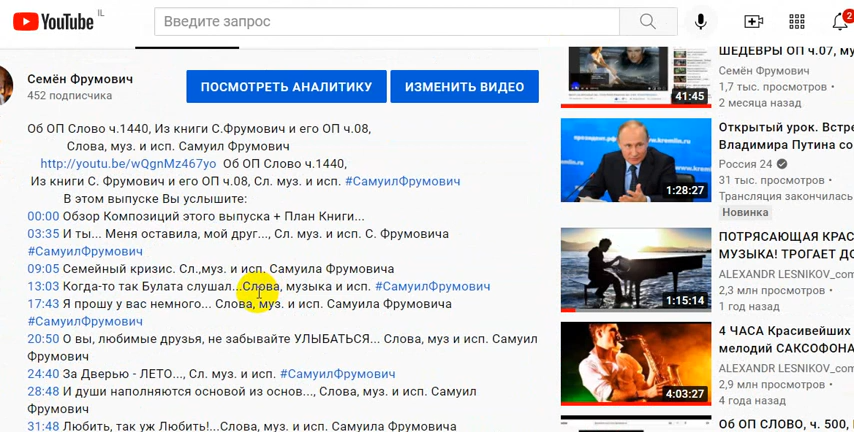 YouTube IL
Введите запрос
2
Семён Фрумович
452 подписчика
ПОСМОТРЕТЬ АНАЛИТИКУ
ИЗМЕНИТЬ ВИДЕО
Об ОП Слово ч.1440, Из книги С.Фрумович и его ОП ч.08,
Слова, муз. и исп. Самуил Фрумович
http://youtu.be/wQgnMz467yo Об ОП Слово ч.1440,
Из книги С. Фрумович и его ОП ч.08, Сл. муз. и исп. #СамуилФрумович
В этом выпуске Вы услышите:
00:00 Обзор Композиций этого выпуска + План Книги...
03:35 И ты... Меня оставила, мой друг..., Сл. муз. и исп. С. Фрумовича
#СамуилФрумович
09:05 Семейный кризис. Сл.,муз. и исп. Самуила Фрумовича
13:03 Когда-то так Булата слушал...Слова, музыка и исп. #СамуилФрумович
17:43 Я прошу у вас немного... Слова, муз. и исп. Самуила Фрумовича
#СамуилФрумович
20:50 О вы, любимые друзья, не забывайте УЛЫБАТЬСЯ... Слова, муз и исп. Самуил
Фрумович
24:40 За Дверью - ЛЕТО..., Сл. муз. и исп. #СамуилФрумович
28:48 И души наполняются основой из основ..., Слова, муз. и исп. Самуил
Фрумович
31:48 Любить, так уж Любить!...Слова, муз. и исп. Самуила Фрумовича
41:45
ШЕДЕВРЫ ОП ч.07, му
Семён Фрумович
1,7 тыс. просмотров •
2 месяца назад
1:28:27
Открытый урок. Встре
Владимира Путина со
Россия 24
31 тыс. просмотров •
Трансляция закончилась
Новинка
1:15:14
ПОТРЯСАЮЩАЯ КРАС
МУЗЫКА! ТРОГАЕТ ДО
ALEXANDR LESNIKOV_com
2,3 млн просмотров •
1 год назад
4:03:27
4 ЧАСА Красивейших
мелодий САКСОФОНА
ALEXANDR LESNIKOV_com
2,9 млн просмотров •
4 года назад
Об ОП СЛОВО, ч. 500, I